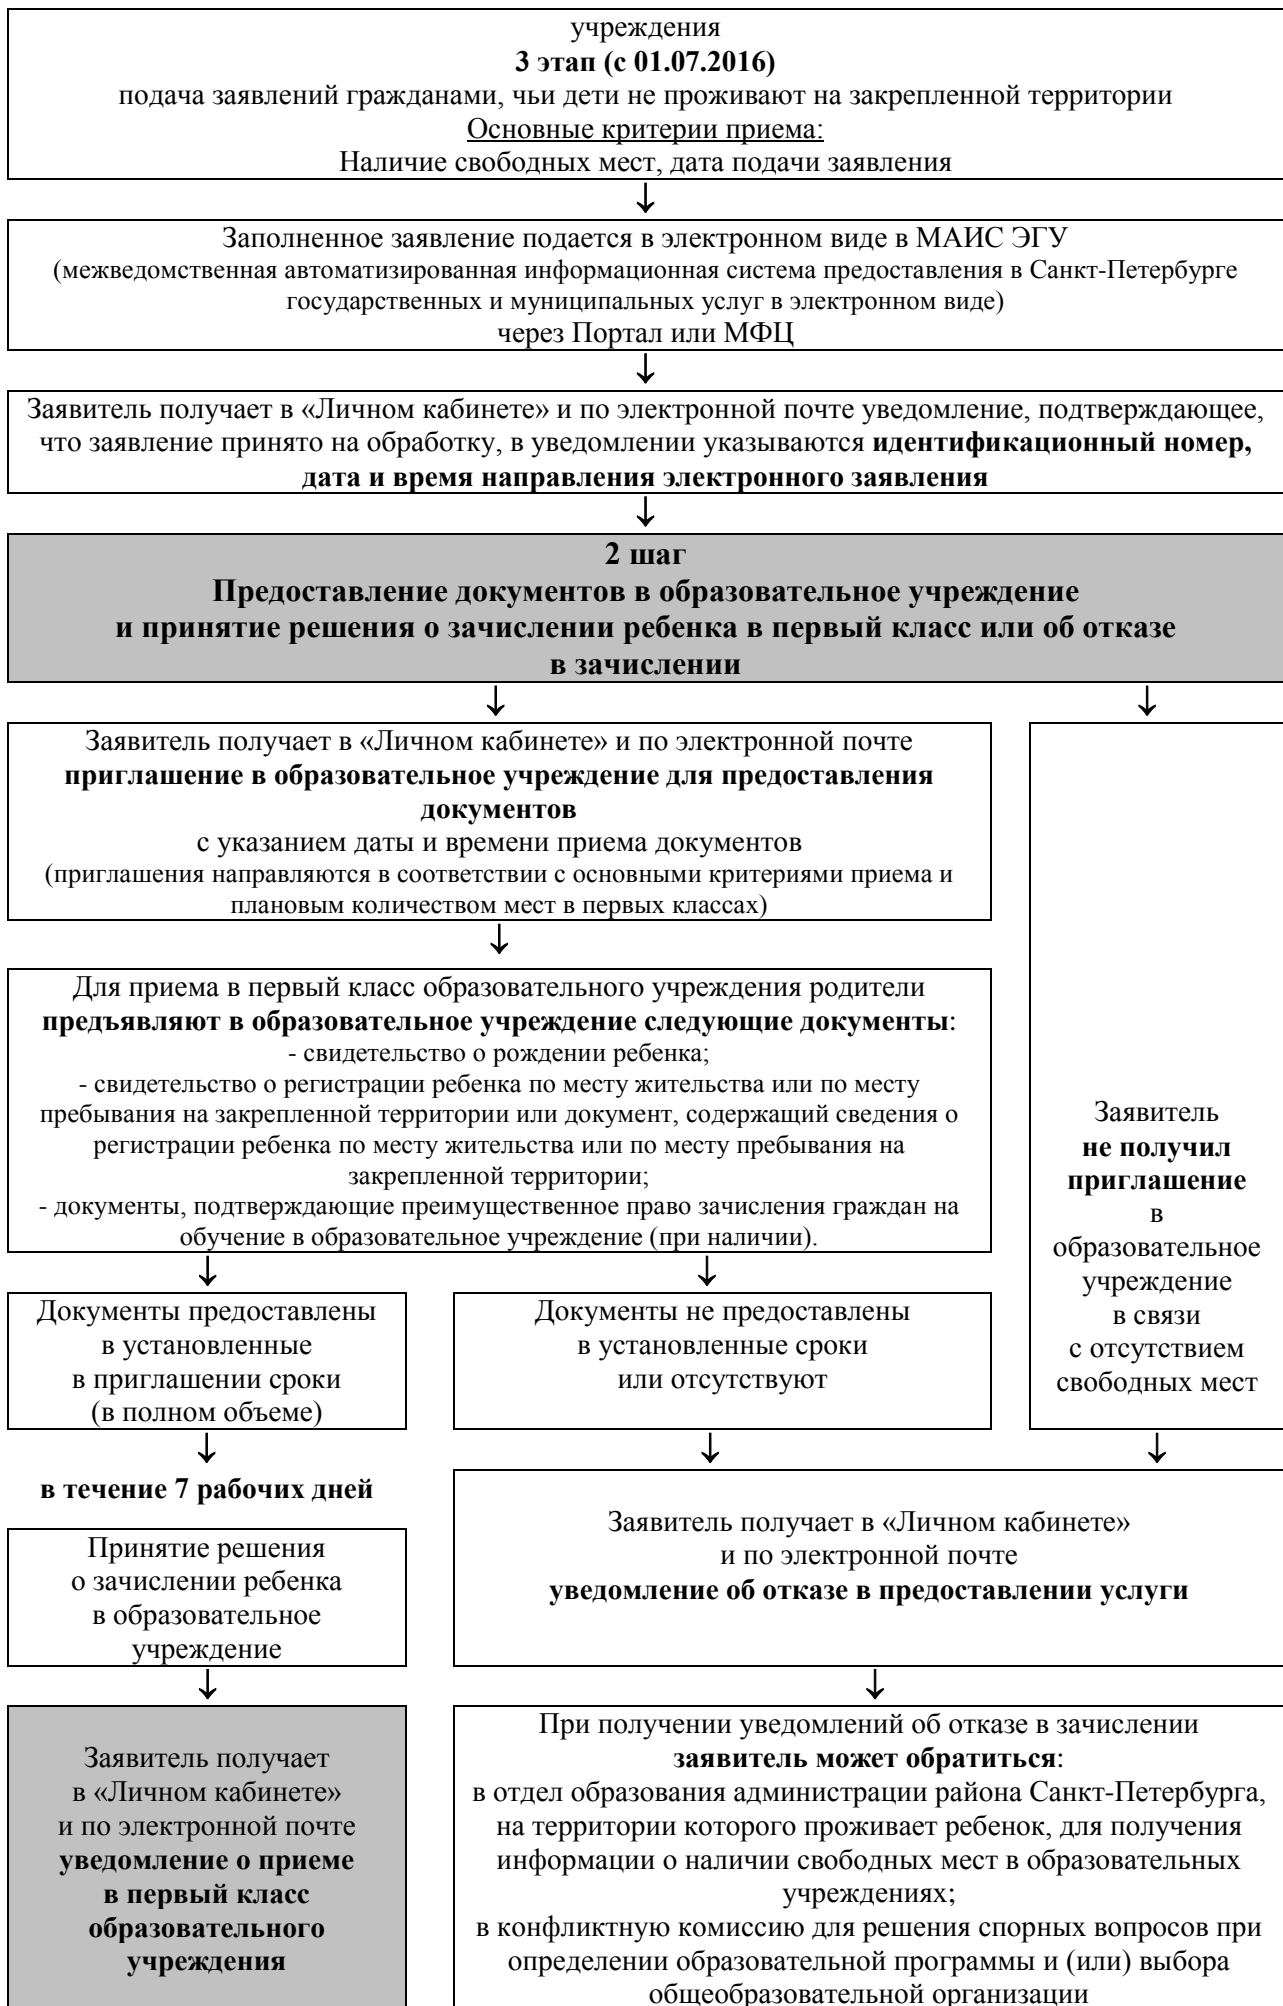 учреждения
3 этап (с 01.07.2016)
подача заявлений гражданами, чьи дети не проживают на закрепленной территории
Основные критерии приема:
Наличие свободных мест, дата подачи заявления
Заполненное заявление подается в электронном виде в МАИС ЭГУ
(межведомственная автоматизированная информационная система предоставления в Санкт-Петербурге
государственных и муниципальных услуг в электронном виде)
через Портал или МФЦ
Заявитель получает в «Личном кабинете» и по электронной почте уведомление, подтверждающее,
что заявление принято на обработку, в уведомлении указываются идентификационный номер,
дата и время направления электронного заявления
2 шаг
Предоставление документов в образовательное учреждение
и принятие решения о зачислении ребенка в первый класс или об отказе
в зачислении
Заявитель получает в «Личном кабинете» и по электронной почте
приглашение в образовательное учреждение для предоставления
документов
с указанием даты и времени приема документов
(приглашения направляются в соответствии с основными критериями приема и
плановым количеством мест в первых классах)
Для приема в первый класс образовательного учреждения родители
предъявляют в образовательное учреждение следующие документы:
- свидетельство о рождении ребенка;
- свидетельство о регистрации ребенка по месту жительства или по месту
пребывания на закрепленной территории или документ, содержащий сведения о
регистрации ребенка по месту жительства или по месту пребывания на
закрепленной территории;
- документы, подтверждающие преимущественное право зачисления граждан на
обучение в образовательное учреждение (при наличии).
Заявитель
не получил
приглашение
в
образовательное
учреждение
в связи
с отсутствием
свободных мест
Документы предоставлены
в установленные
в приглашении сроки
(в полном объеме)
Документы не предоставлены
в установленные сроки
или отсутствуют
в течение 7 рабочих дней
Принятие решения
о зачислении ребенка
в образовательное
учреждение
Заявитель получает в «Личном кабинете»
и по электронной почте
уведомление об отказе в предоставлении услуги
Заявитель получает
в «Личном кабинете»
и по электронной почте
уведомление о приеме
в первый класс
образовательного
учреждения
При получении уведомлений об отказе в зачислении
заявитель может обратиться:
в отдел образования администрации района Санкт-Петербурга,
на территории которого проживает ребенок, для получения
информации о наличии свободных мест в образовательных
учреждениях;
в конфликтную комиссию для решения спорных вопросов при
определении образовательной программы и (или) выбора
общеобразовательной организации